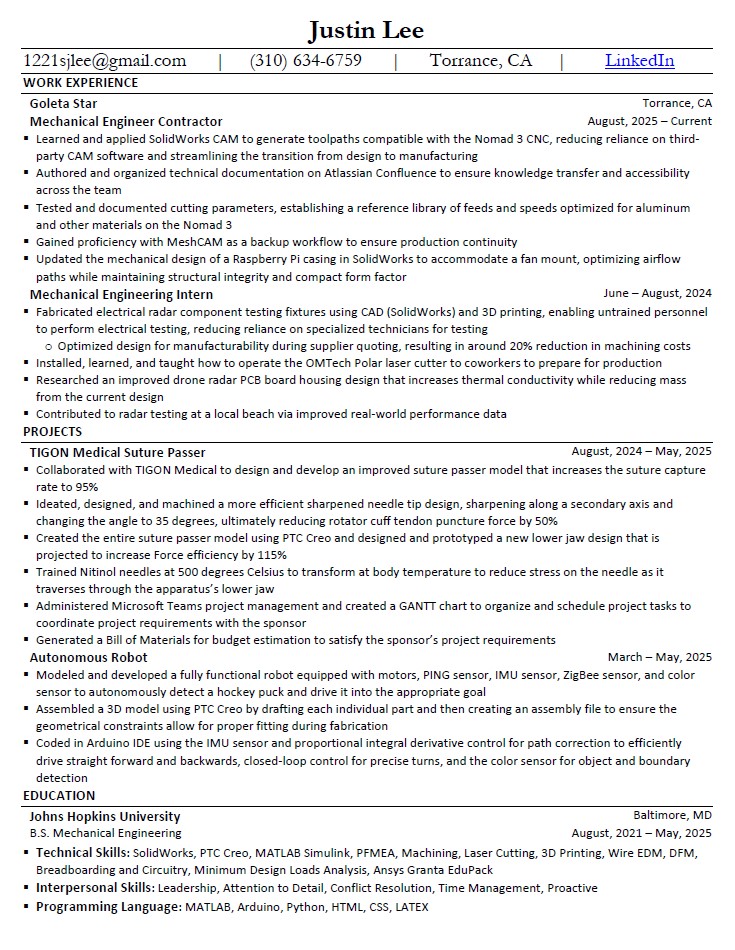 Justin Lee
1221sjlee@gmail.com | (310) 634-6759 | Torrance, CA | LinkedIn
WORK EXPERIENCE
Goleta Star Torrance, CA
Mechanical Engineer Contractor August, 2025 – Current
▪ Learned and applied SolidWorks CAM to generate toolpaths compatible with the Nomad 3 CNC, reducing reliance on third-
party CAM software and streamlining the transition from design to manufacturing
▪ Authored and organized technical documentation on Atlassian Confluence to ensure knowledge transfer and accessibility
across the team
▪ Tested and documented cutting parameters, establishing a reference library of feeds and speeds optimized for aluminum
and other materials on the Nomad 3
▪ Gained proficiency with MeshCAM as a backup workflow to ensure production continuity
▪ Updated the mechanical design of a Raspberry Pi casing in SolidWorks to accommodate a fan mount, optimizing airflow
paths while maintaining structural integrity and compact form factor
Mechanical Engineering Intern June – August, 2024
▪ Fabricated electrical radar component testing fixtures using CAD (SolidWorks) and 3D printing, enabling untrained personnel
to perform electrical testing, reducing reliance on specialized technicians for testing
o Optimized design for manufacturability during supplier quoting, resulting in around 20% reduction in machining costs
▪ Installed, learned, and taught how to operate the OMTech Polar laser cutter to coworkers to prepare for production
▪ Researched an improved drone radar PCB board housing design that increases thermal conductivity while reducing mass
from the current design
▪ Contributed to radar testing at a local beach via improved real-world performance data
PROJECTS
TIGON Medical Suture Passer August, 2024 – May, 2025
▪ Collaborated with TIGON Medical to design and develop an improved suture passer model that increases the suture capture
rate to 95%
▪ Ideated, designed, and machined a more efficient sharpened needle tip design, sharpening along a secondary axis and
changing the angle to 35 degrees, ultimately reducing rotator cuff tendon puncture force by 50%
▪ Created the entire suture passer model using PTC Creo and designed and prototyped a new lower jaw design that is
projected to increase Force efficiency by 115%
▪ Trained Nitinol needles at 500 degrees Celsius to transform at body temperature to reduce stress on the needle as it
traverses through the apparatus's lower jaw
▪ Administered Microsoft Teams project management and created a GANTT chart to organize and schedule project tasks to
coordinate project requirements with the sponsor
▪ Generated a Bill of Materials for budget estimation to satisfy the sponsor's project requirements
Autonomous Robot March – May, 2025
▪ Modeled and developed a fully functional robot equipped with motors, PING sensor, IMU sensor, ZigBee sensor, and color
sensor to autonomously detect a hockey puck and drive it into the appropriate goal
▪ Assembled a 3D model using PTC Creo by drafting each individual part and then creating an assembly file to ensure the
geometrical constraints allow for proper fitting during fabrication
▪ Coded in Arduino IDE using the IMU sensor and proportional integral derivative control for path correction to efficiently
drive straight forward and backwards, closed-loop control for precise turns, and the color sensor for object and boundary
detection
EDUCATION
Johns Hopkins University Baltimore, MD
B.S. Mechanical Engineering August, 2021 – May, 2025
▪ Technical Skills: SolidWorks, PTC Creo, MATLAB Simulink, PFMEA, Machining, Laser Cutting, 3D Printing, Wire EDM, DFM,
Breadboarding and Circuitry, Minimum Design Loads Analysis, Ansys Granta EduPack
▪ Interpersonal Skills: Leadership, Attention to Detail, Conflict Resolution, Time Management, Proactive
▪ Programming Language: MATLAB, Arduino, Python, HTML, CSS, LATEX